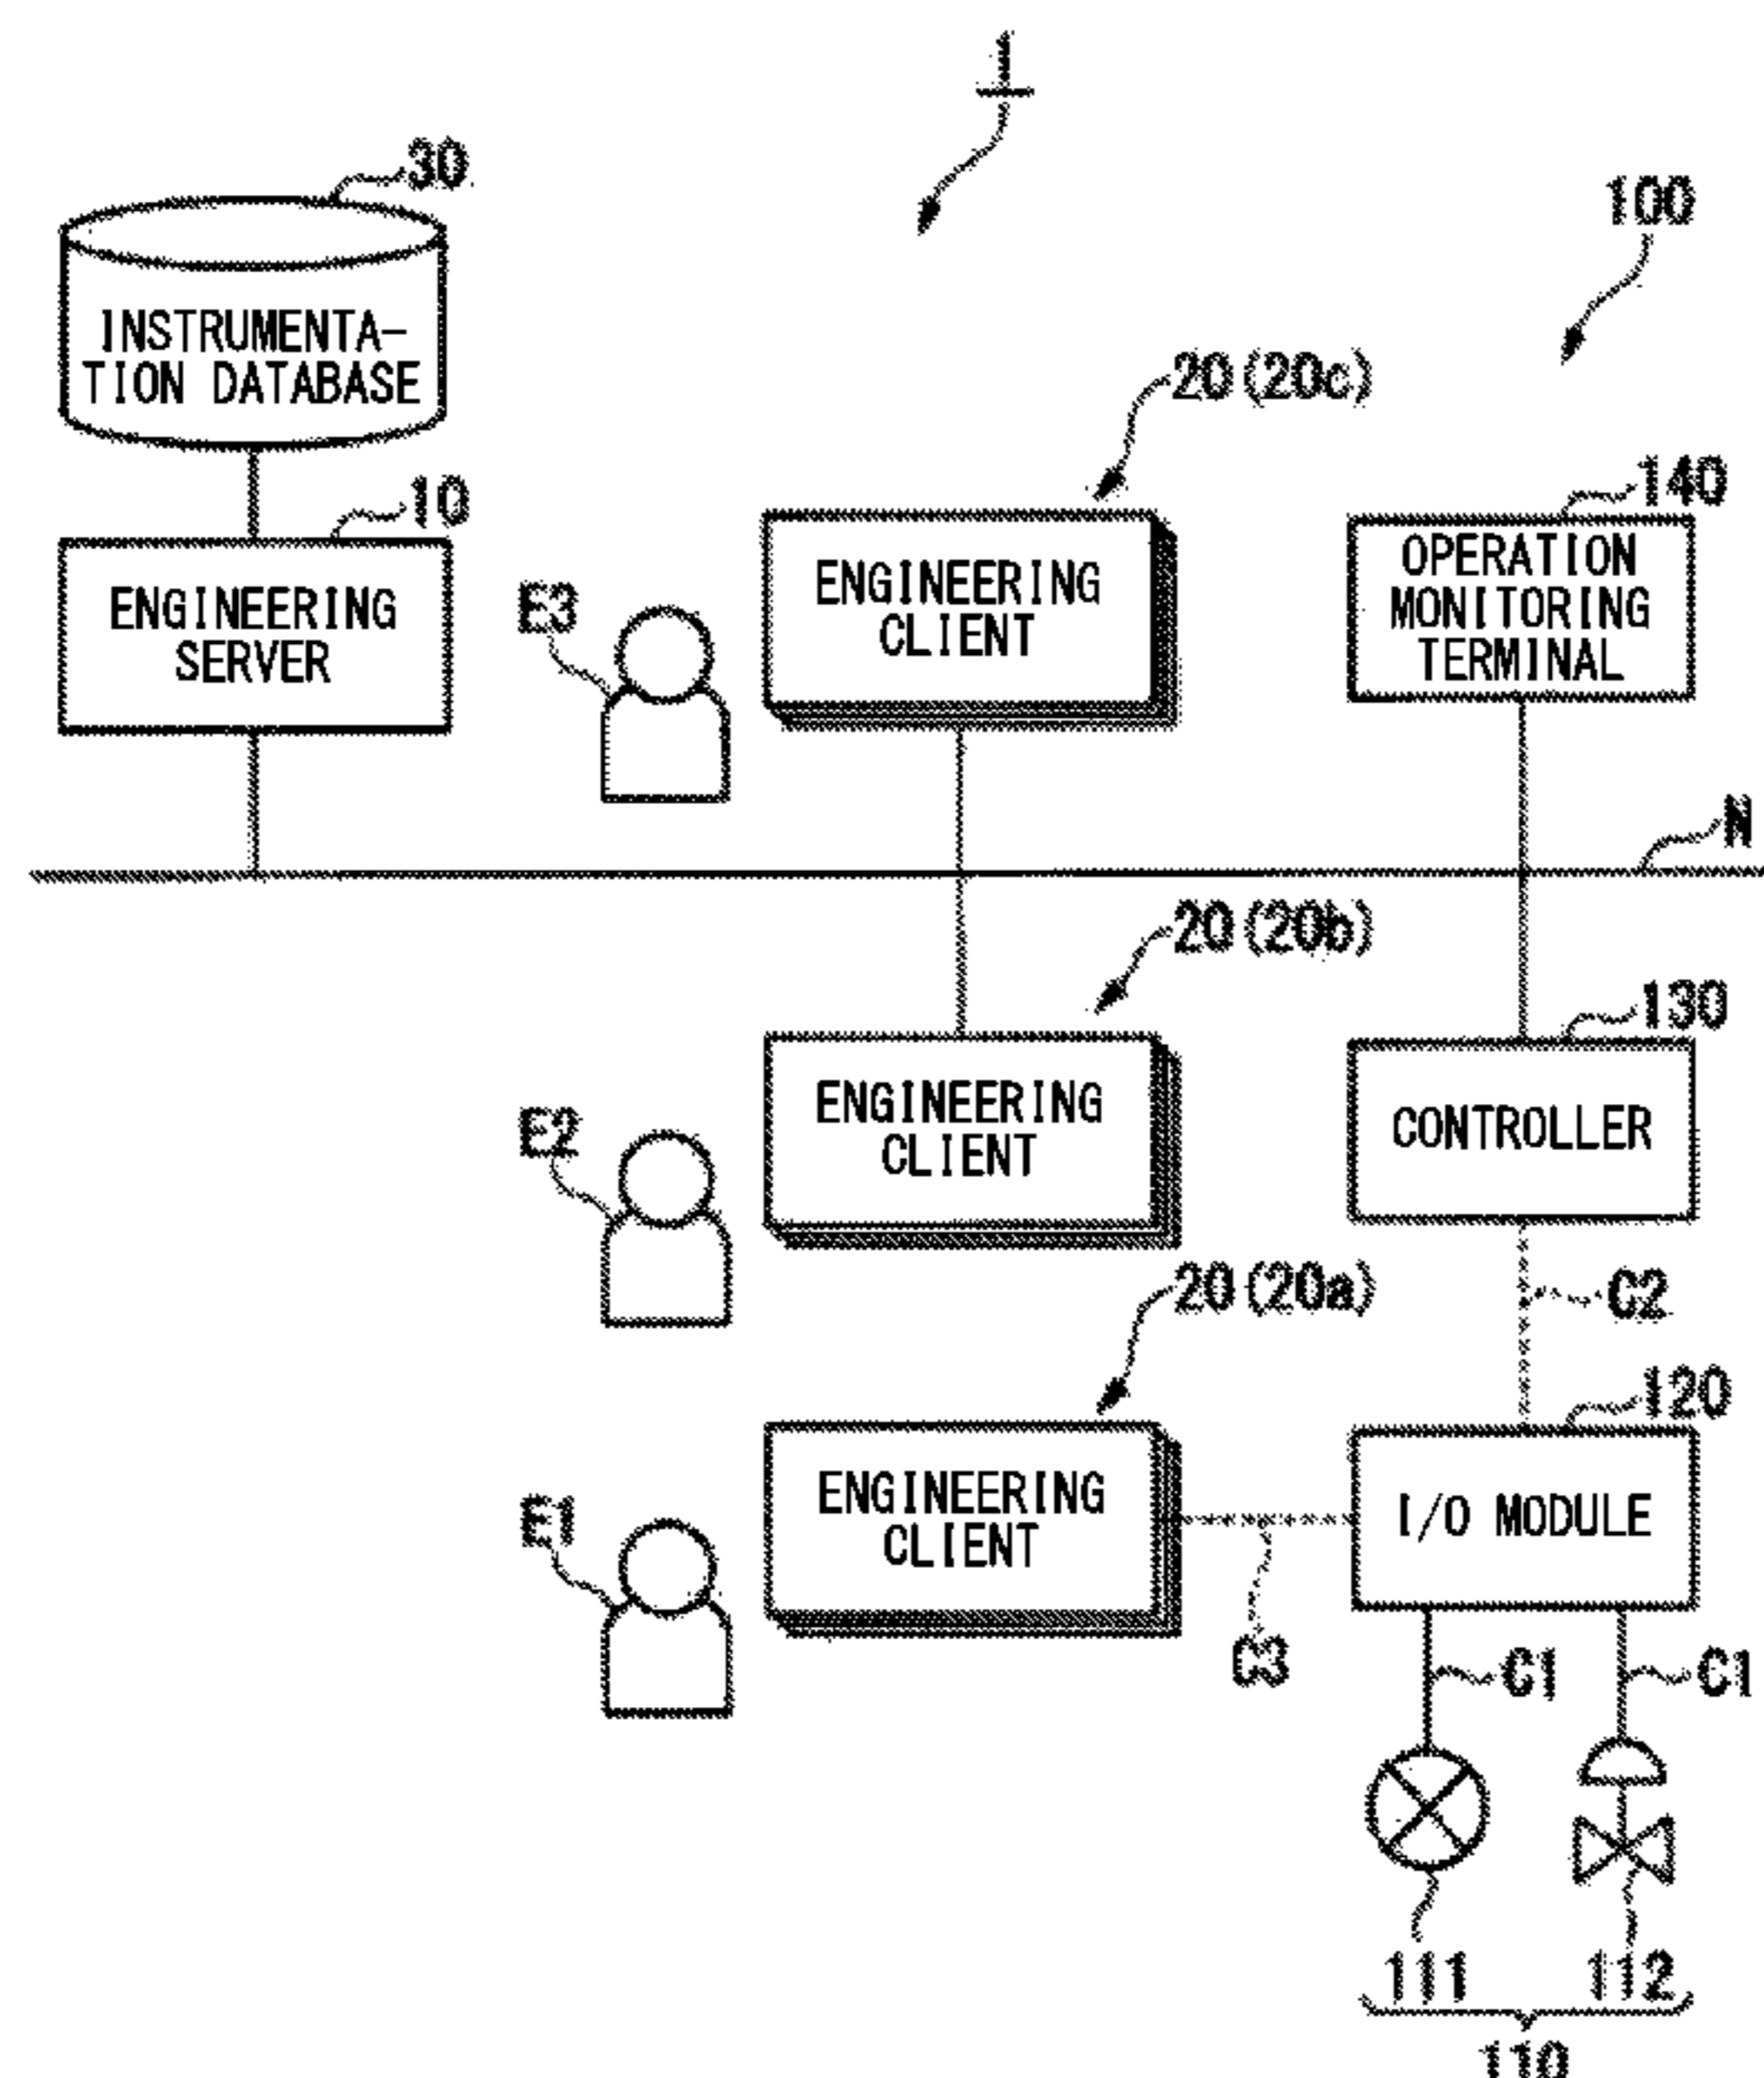 1
30
100
INSTRUMENTA-
TION DATABASE
20(20c)
10
140
ENGINEERING
SERVER
E3
ENGINEERING
CLIENT
OPERATION
MONITORING
TERMINAL
N
20(20b)
130
E2
ENGINEERING
CLIENT
CONTROLLER
20(20a)
C2
120
E1
ENGINEERING
CLIENT
I/O MODULE
C3
C1
C1
111
112
110